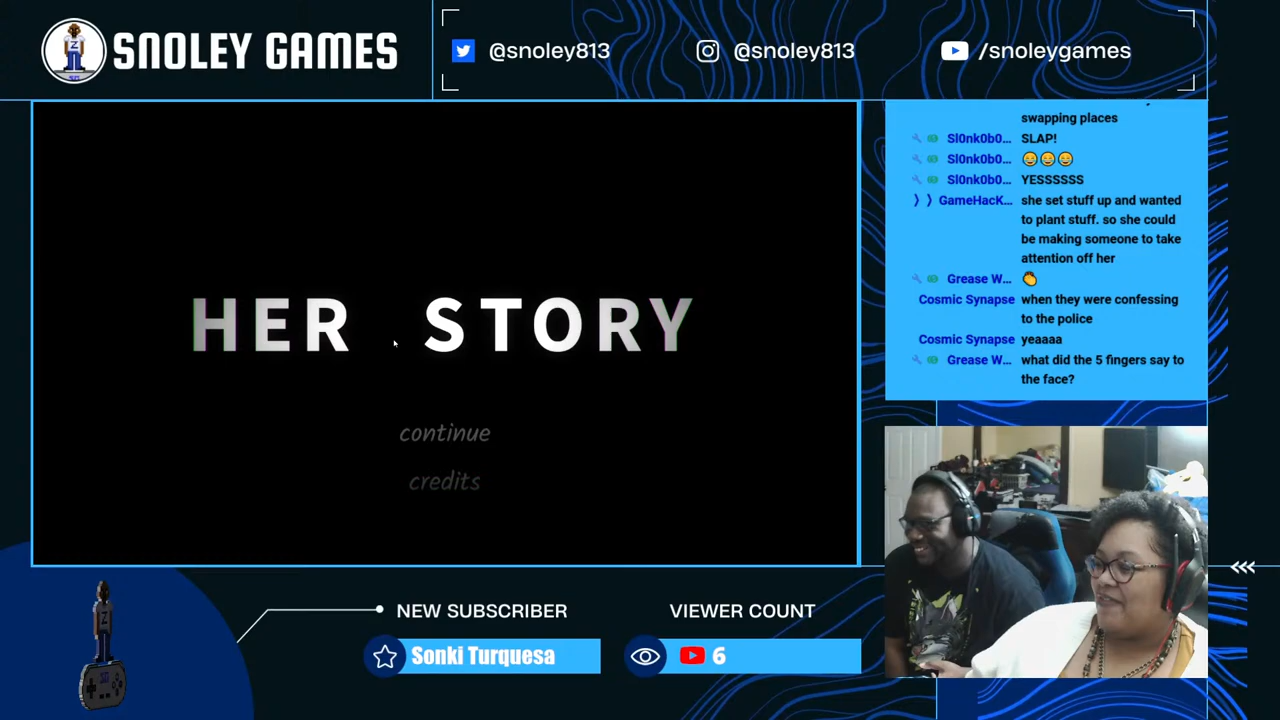 SNOLEY GAMES
@snoley813
@snoley813
/snoleygames
HER STORY
continue
credits
swapping places
Sl0nk0b0... SLAP!
Sl0nk0b0... 😂😂😂
Sl0nk0b0... YESSSSSS
GameHacK... she set stuff up and wanted
to plant stuff. so she could
be making someone to take
attention off her
Grease W... 👏
Cosmic Synapse when they were confessing
to the police
Cosmic Synapse yeaaaa
Grease W... what did the 5 fingers say to
the face?
NEW SUBSCRIBER
Sonki Turquesa
VIEWER COUNT
6